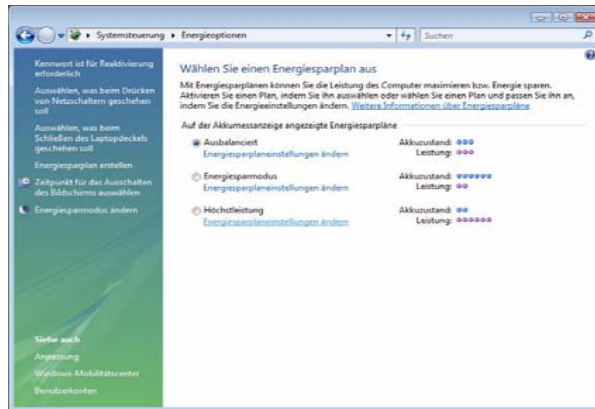 Systemsteuerung ▸ Energieoptionen
Suchen
Kennwort ist für Reaktivierung
erforderlich
Auswählen, was beim Drücken
von Netzschaltern geschehen
soll
Auswählen, was beim
Schließen des Laptopdeckels
geschehen soll
Energiesparplan erstellen
Zeitpunkt für das Ausschalten
des Bildschirms auswählen
Energiesparmodus ändern
Siehe auch
Anpassung
Windows-Mobilitätscenter
Benutzerkonten
Wählen Sie einen Energiesparplan aus
Mit Energiesparplänen können Sie die Leistung des Computer maximieren bzw. Energie sparen.
Aktivieren Sie einen Plan, indem Sie ihn auswählen oder wählen Sie einen Plan und passen Sie ihn an,
indem Sie die Energieeinstellungen ändern. Weitere Informationen über Energiesparpläne
Auf der Akkumessanzeige angezeigte Energiesparpläne
Ausbalanciert Akkuzustand:
Energiesparplaneinstellungen ändern Leistung:
Energiesparmodus Akkuzustand:
Energiesparplaneinstellungen ändern Leistung:
Höchstleistung Akkuzustand:
Energiesparplaneinstellungen ändern Leistung: